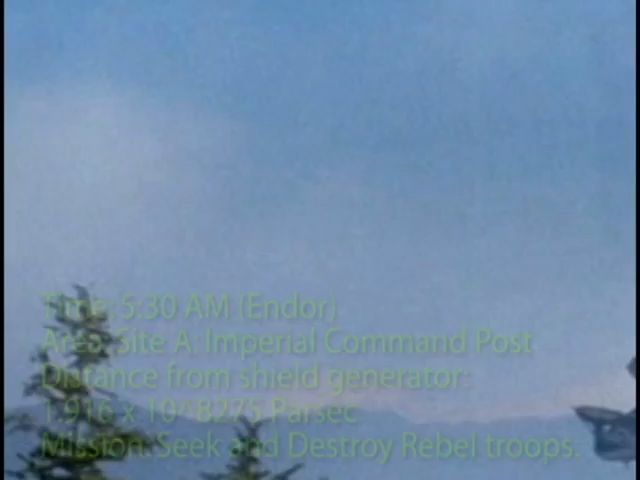 Time: 5:30 AM (Endor)
Area: Site A: Imperial Command Post
Distance from shield generator:
1.916 x 10^8275 Parsec
Mission: Seek and Destroy Rebel troops.